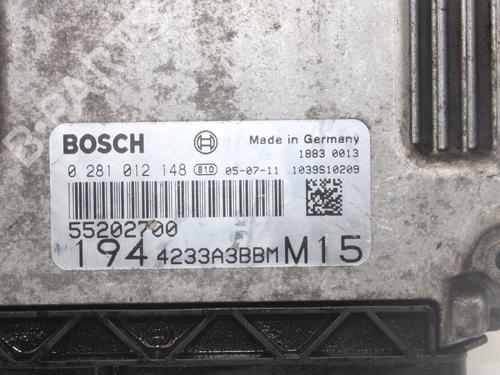 BOSCH
Made in Germany
1883 0013
0 281 012 148 810 05-07-11 1039S10209
55202700
194 4233A3BBM M15